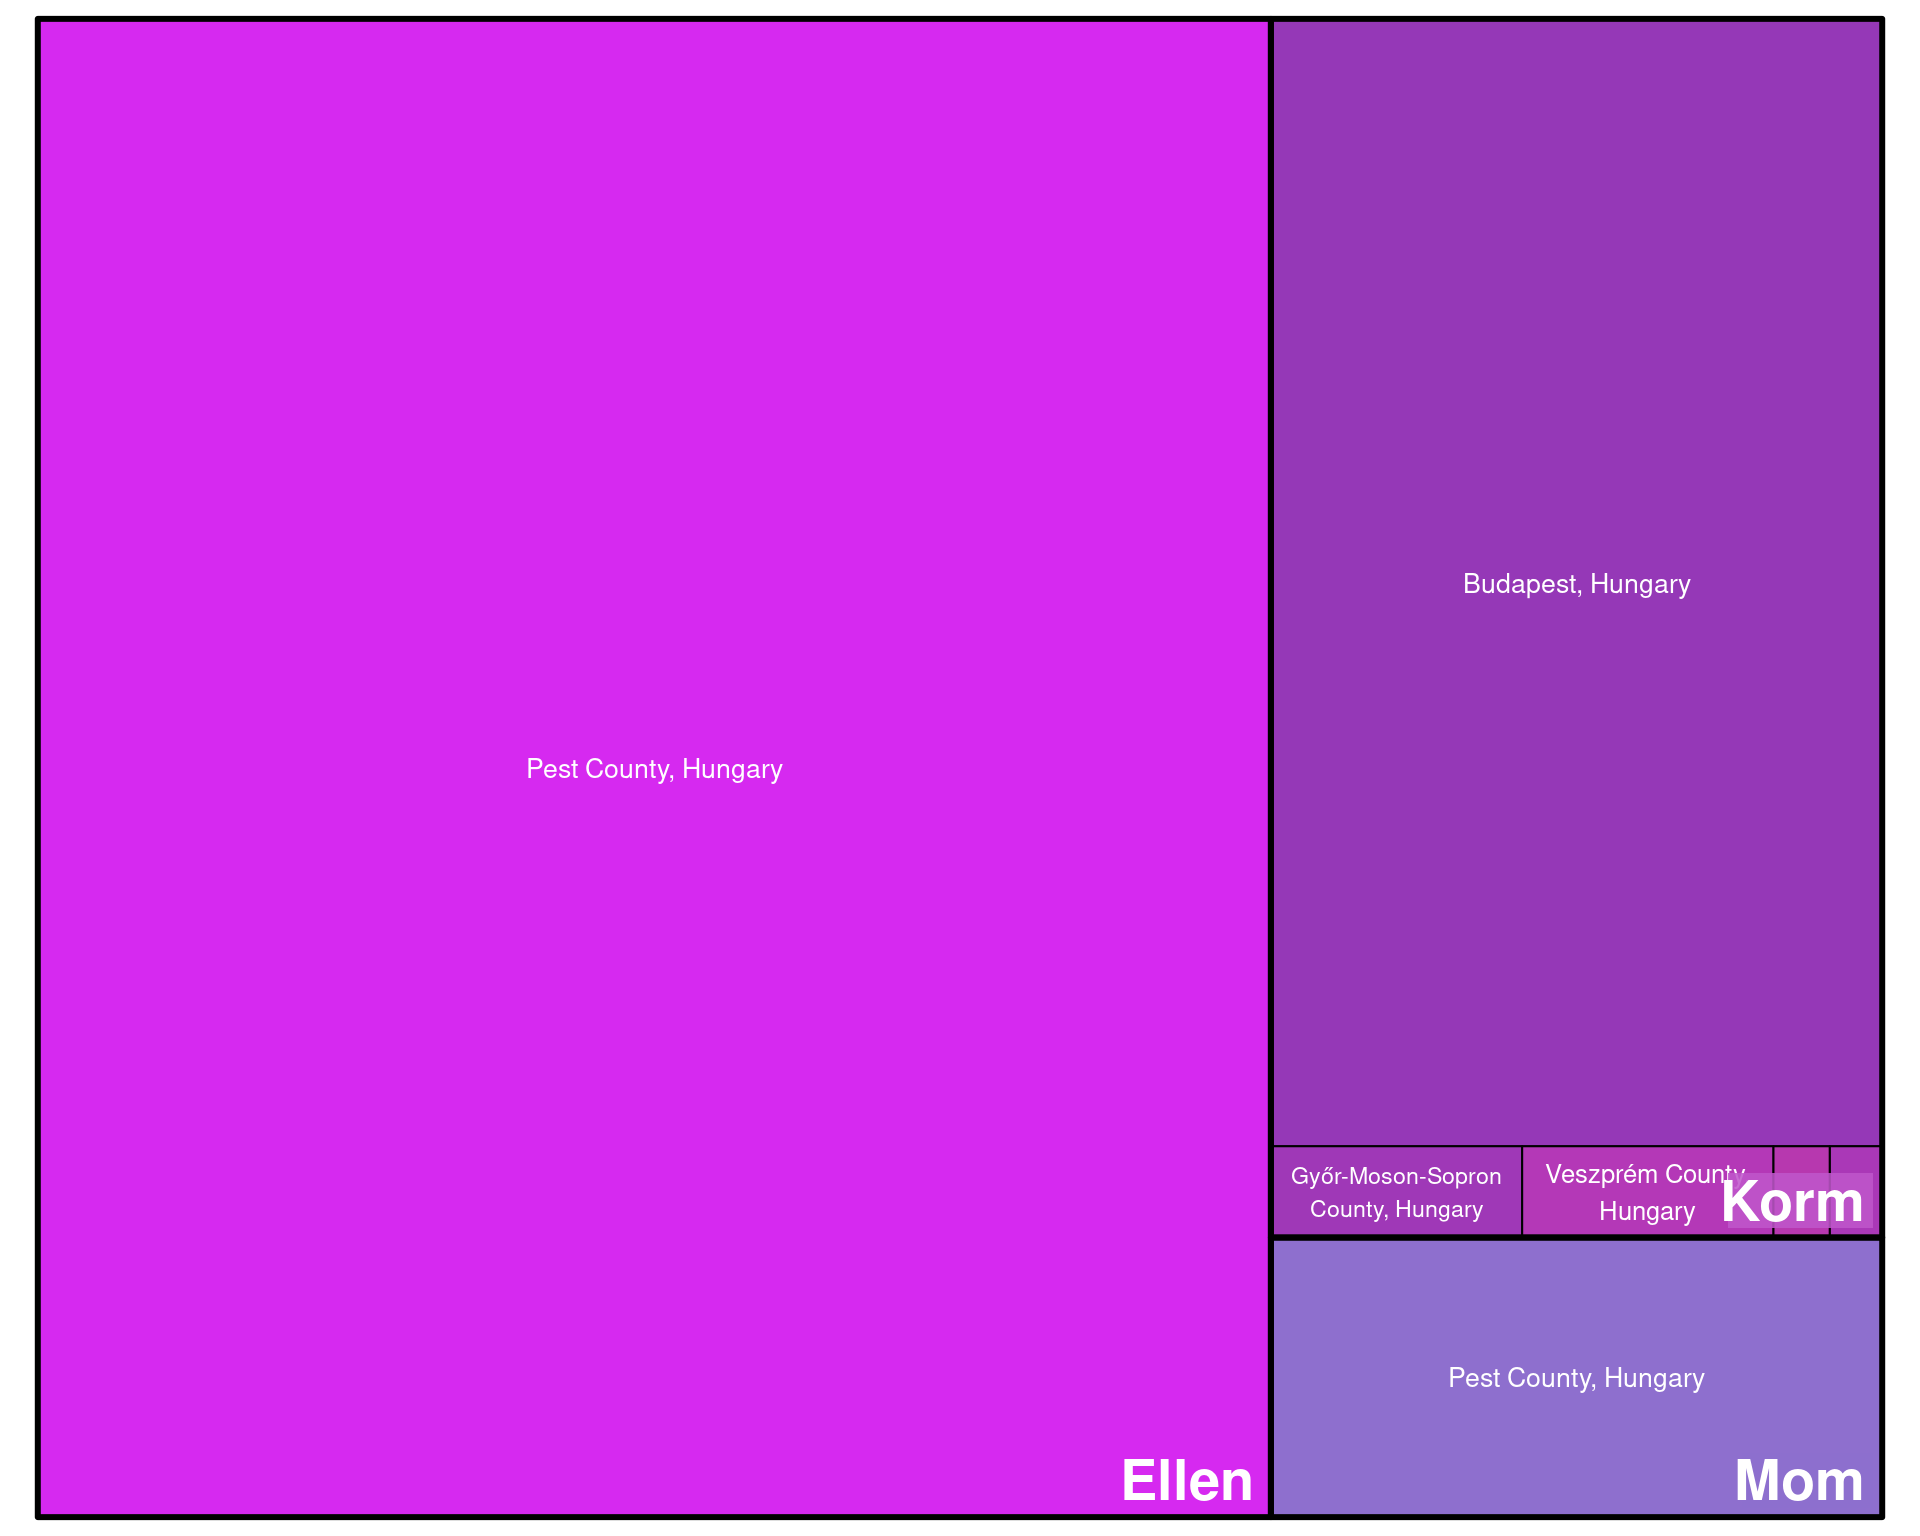 Pest County, Hungary
Ellen
Budapest, Hungary
Győr-Moson-Sopron
County, Hungary
Veszprém County
Hungary
Korm
Pest County, Hungary
Mom